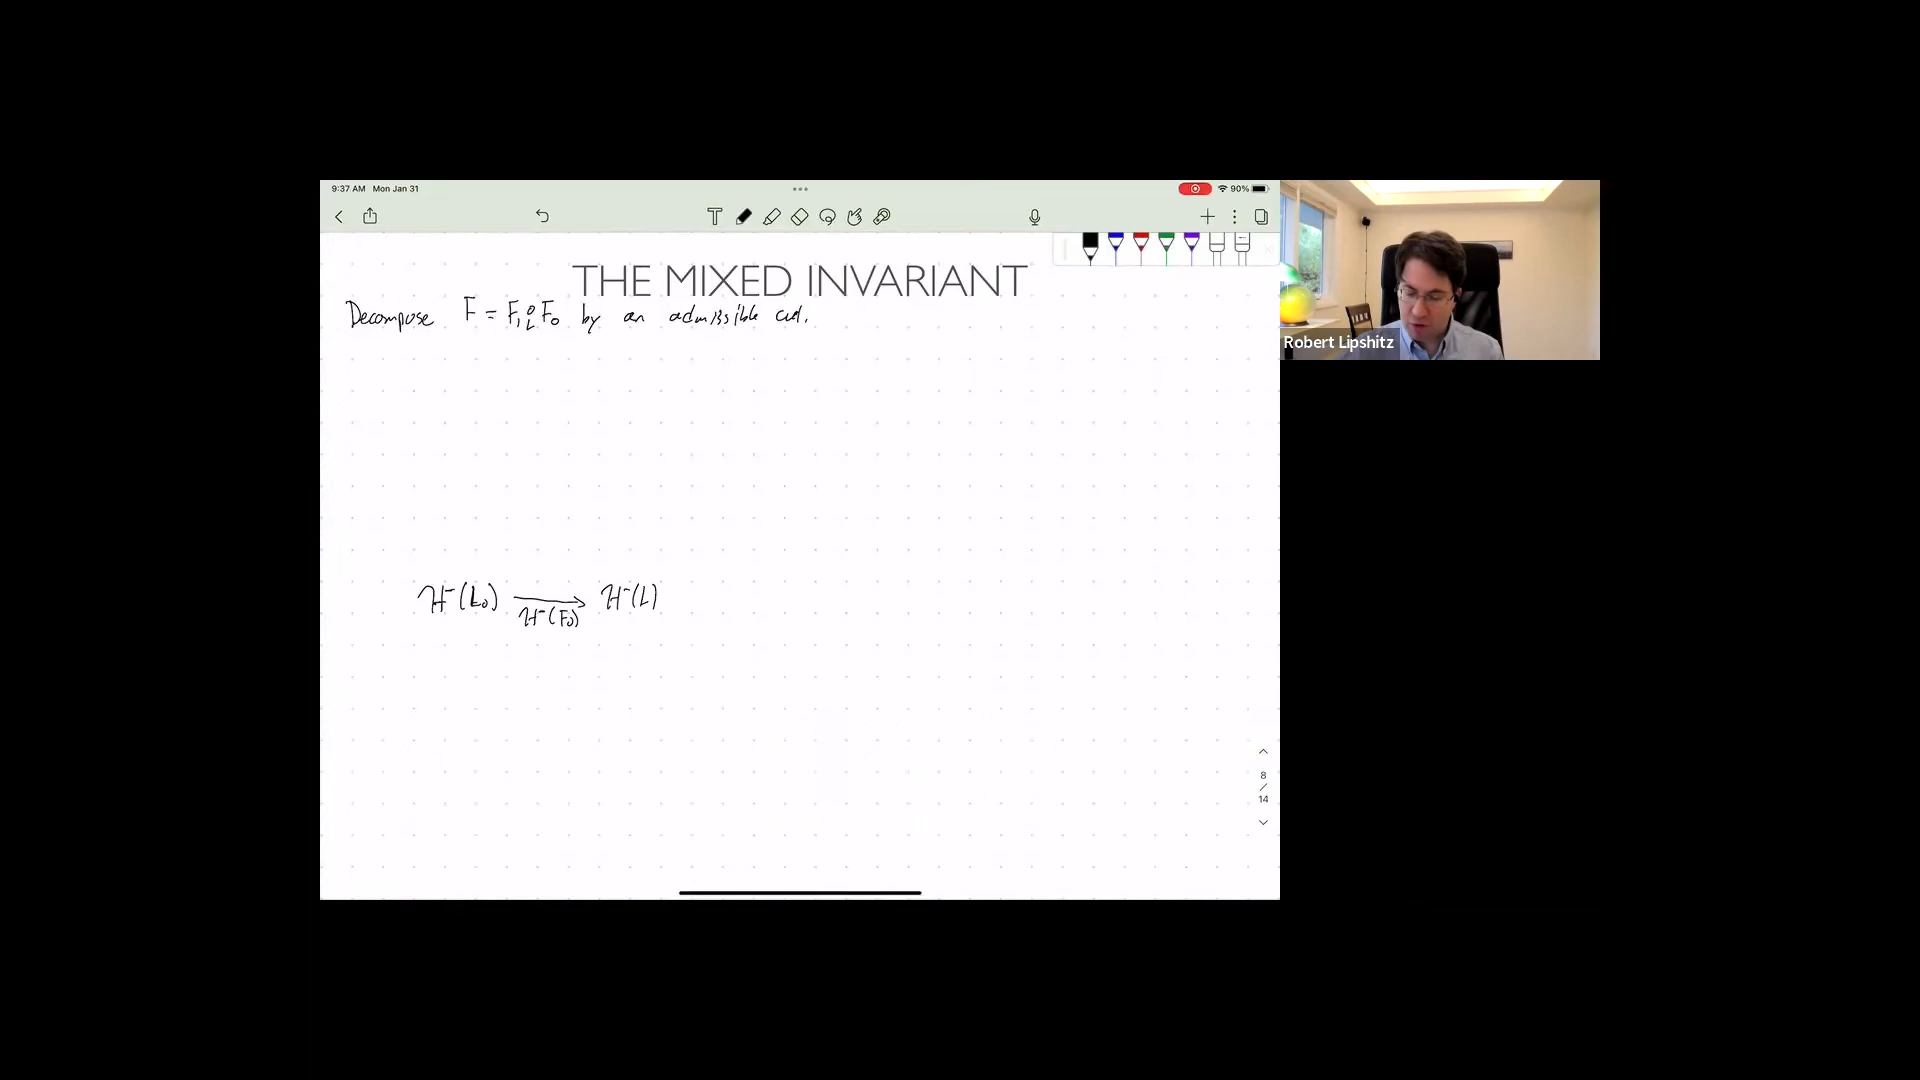 9:37 AM Mon Jan 31
90%
THE MIXED INVARIANT
Decompose F = F₁ ∘_L F₀ by an admissible cut.
Robert Lipshitz
H⁻(L₀) → H⁻(L)
H⁻(F₀)
8
/
14